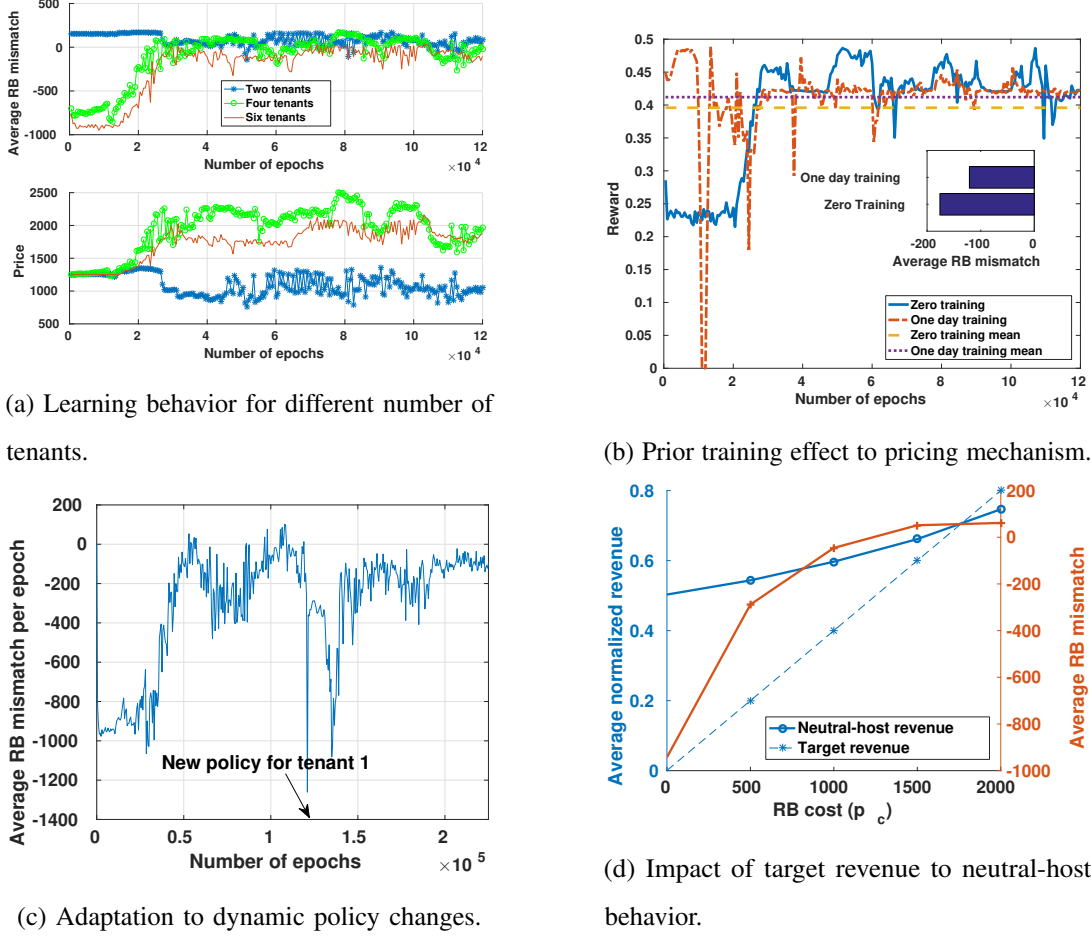 500
0
-500
-1000
Average RB mismatch
Two tenants
Four tenants
Six tenants
0 2 4 6 8 10 12
Number of epochs
× 10^4
2500
2000
1500
1000
500
Price
0 2 4 6 8 10 12
Number of epochs
× 10^4
(a) Learning behavior for different number of
tenants.
0.5
0.45
0.4
0.35
0.3
0.25
0.2
0.15
0.1
0.05
0
Reward
One day training
Zero Training
-200 -100 0
Average RB mismatch
Zero training
One day training
Zero training mean
One day training mean
0 2 4 6 8 10 12
Number of epochs
× 10^4
(b) Prior training effect to pricing mechanism.
200
0
-200
-400
-600
-800
-1000
-1200
-1400
Average RB mismatch per epoch
New policy for tenant 1
0 0.5 1 1.5 2
Number of epochs
× 10^5
(c) Adaptation to dynamic policy changes.
0.8
0.6
0.4
0.2
0
Average normalized revenue
200
0
-200
-400
-600
-800
-1000
Average RB mismatch
Neutral-host revenue
Target revenue
0 500 1000 1500 2000
RB cost (p_c)
(d) Impact of target revenue to neutral-host
behavior.